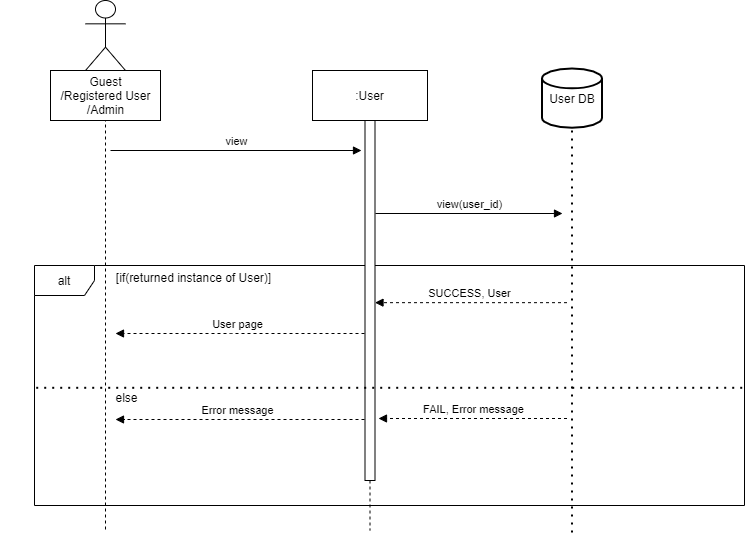 Guest
/Registered User
/Admin
:User
User DB
view
view(user_id)
alt
[if(returned instance of User)]
SUCCESS, User
User page
else
Error message
FAIL, Error message